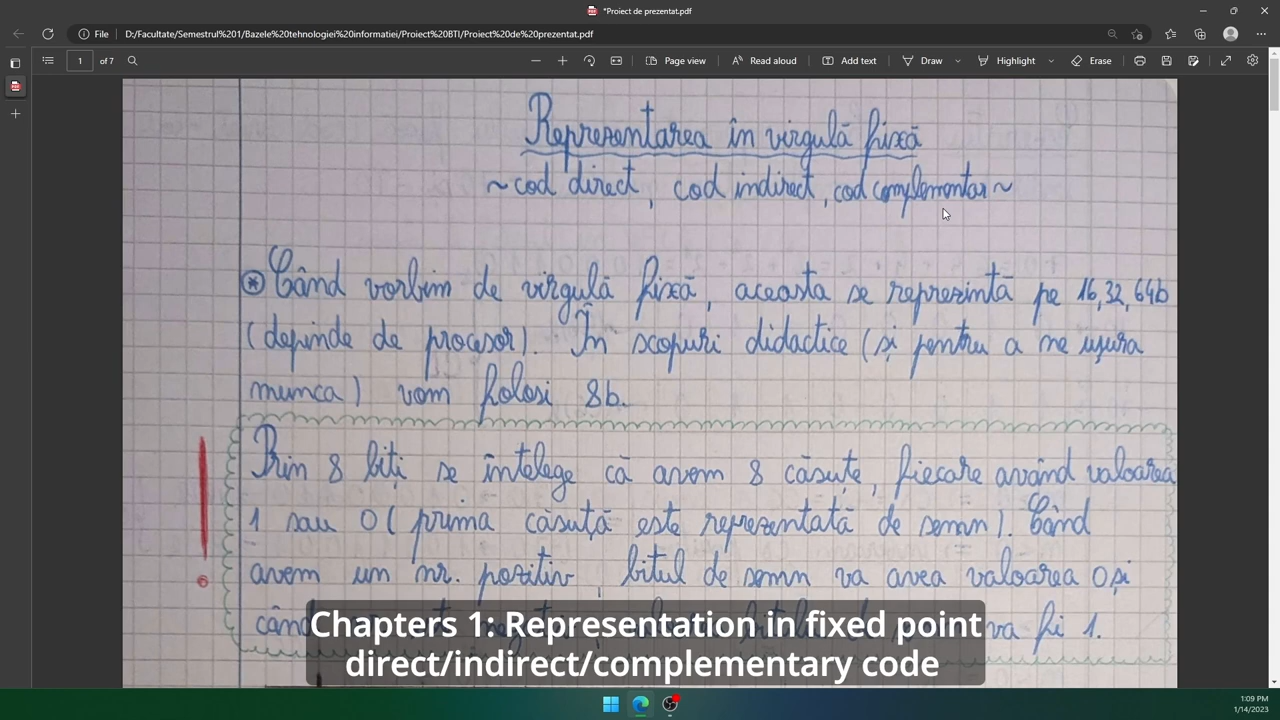 *Proiect de prezentat.pdf
File D:/Facultate/Semestrul%201/Bazele%20tehnologiei%20informatiei/Proiect%20BTI/Proiect%20de%20prezentat.pdf
1 of 7 Page view Read aloud Add text Draw Highlight Erase
Reprezentarea în virgulă fixă
~cod direct, cod indirect, cod complementar~
Când vorbim de virgulă fixă, aceasta se reprezintă pe 16,32,64b
(depinde de procesor). În scopuri didactice (și pentru a ne ușura
munca) vom folosi 8b.
Prin 8 biți se înțelege că avem 8 căsuțe, fiecare având valoarea
1 sau 0 (prima căsuță este reprezentată de semn). Când
avem un nr. pozitiv, bitul de semn va avea valoarea 0 și
când va fi 1.
Chapters 1: Representation in fixed point
direct/indirect/complementary code
1:09 PM
1/14/2023